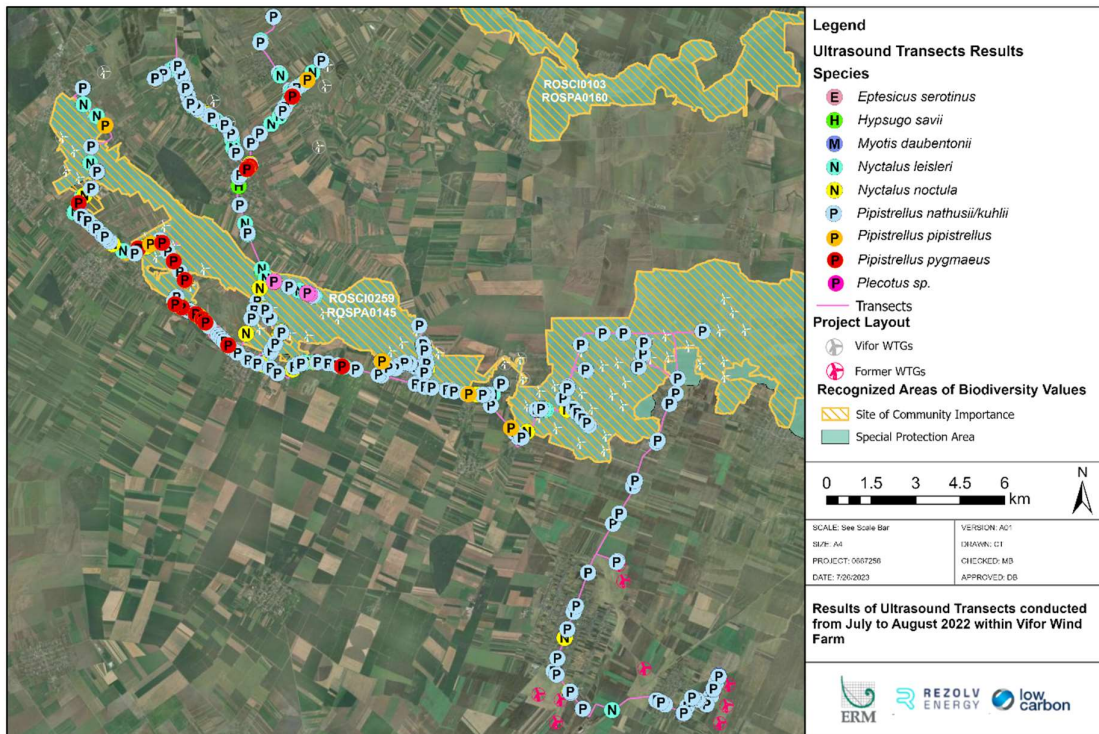 ROSCI0103
ROSPA0160
ROSCI0259
ROSPA0145
Legend
Ultrasound Transects Results
Species
E Eptesicus serotinus
H Hypsugo savii
M Myotis daubentonii
N Nyctalus leisleri
N Nyctalus noctula
P Pipistrellus nathusii/kuhlii
P Pipistrellus pipistrellus
P Pipistrellus pygmaeus
P Plecotus sp.
Transects
Project Layout
Vifor WTGs
Former WTGs
Recognized Areas of Biodiversity Values
Site of Community Importance
Special Protection Area
0 1.5 3 4.5 6
km
N
SCALE: See Scale Bar VERSION: A01
SIZE: A4 DRAWN: CT
PROJECT: 0667258 CHECKED: MB
DATE: 7/26/2023 APPROVED: DB
Results of Ultrasound Transects conducted
from July to August 2022 within Vifor Wind
Farm
ERM
REZOLV
ENERGY
low
carbon